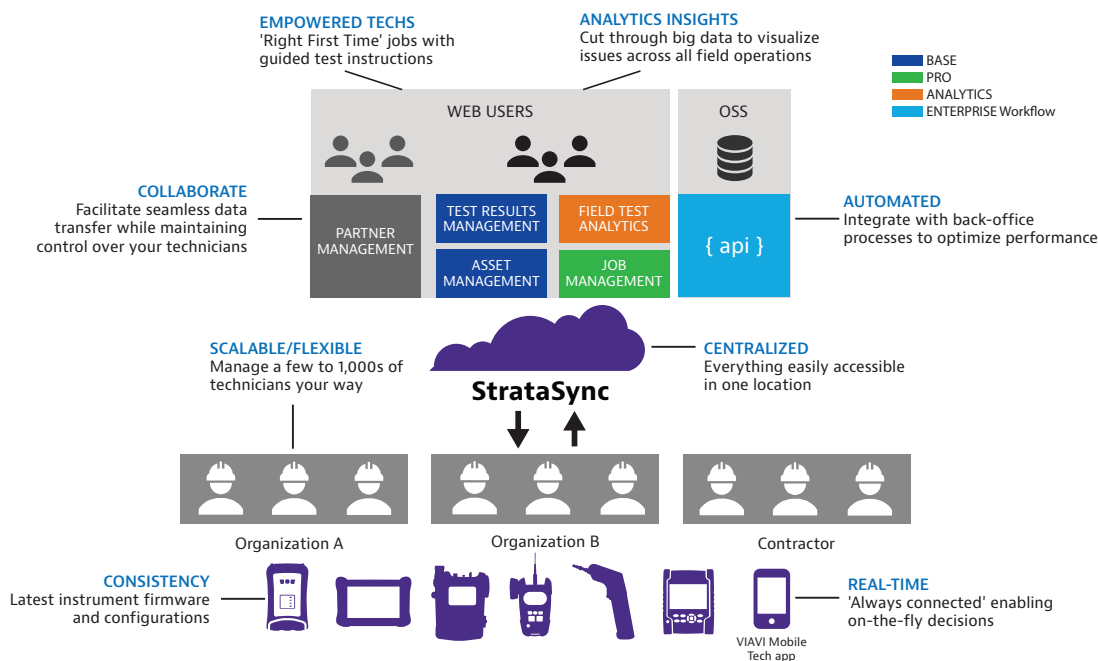 EMPOWERED TECHS
'Right First Time' jobs with
guided test instructions
ANALYTICS INSIGHTS
Cut through big data to visualize
issues across all field operations
BASE
PRO
ANALYTICS
ENTERPRISE Workflow
WEB USERS
OSS
COLLABORATE
Facilitate seamless data
transfer while maintaining
control over your technicians
PARTNER
MANAGEMENT
TEST RESULTS
MANAGEMENT
FIELD TEST
ANALYTICS
ASSET
MANAGEMENT
JOB
MANAGEMENT
{ api }
AUTOMATED
Integrate with back-office
processes to optimize performance
SCALABLE/FLEXIBLE
Manage a few to 1,000s of
technicians your way
CENTRALIZED
Everything easily accessible
in one location
StrataSync
Organization A
Organization B
Contractor
CONSISTENCY
Latest instrument firmware
and configurations
REAL-TIME
'Always connected' enabling
on-the-fly decisions
VIAVI Mobile
Tech app